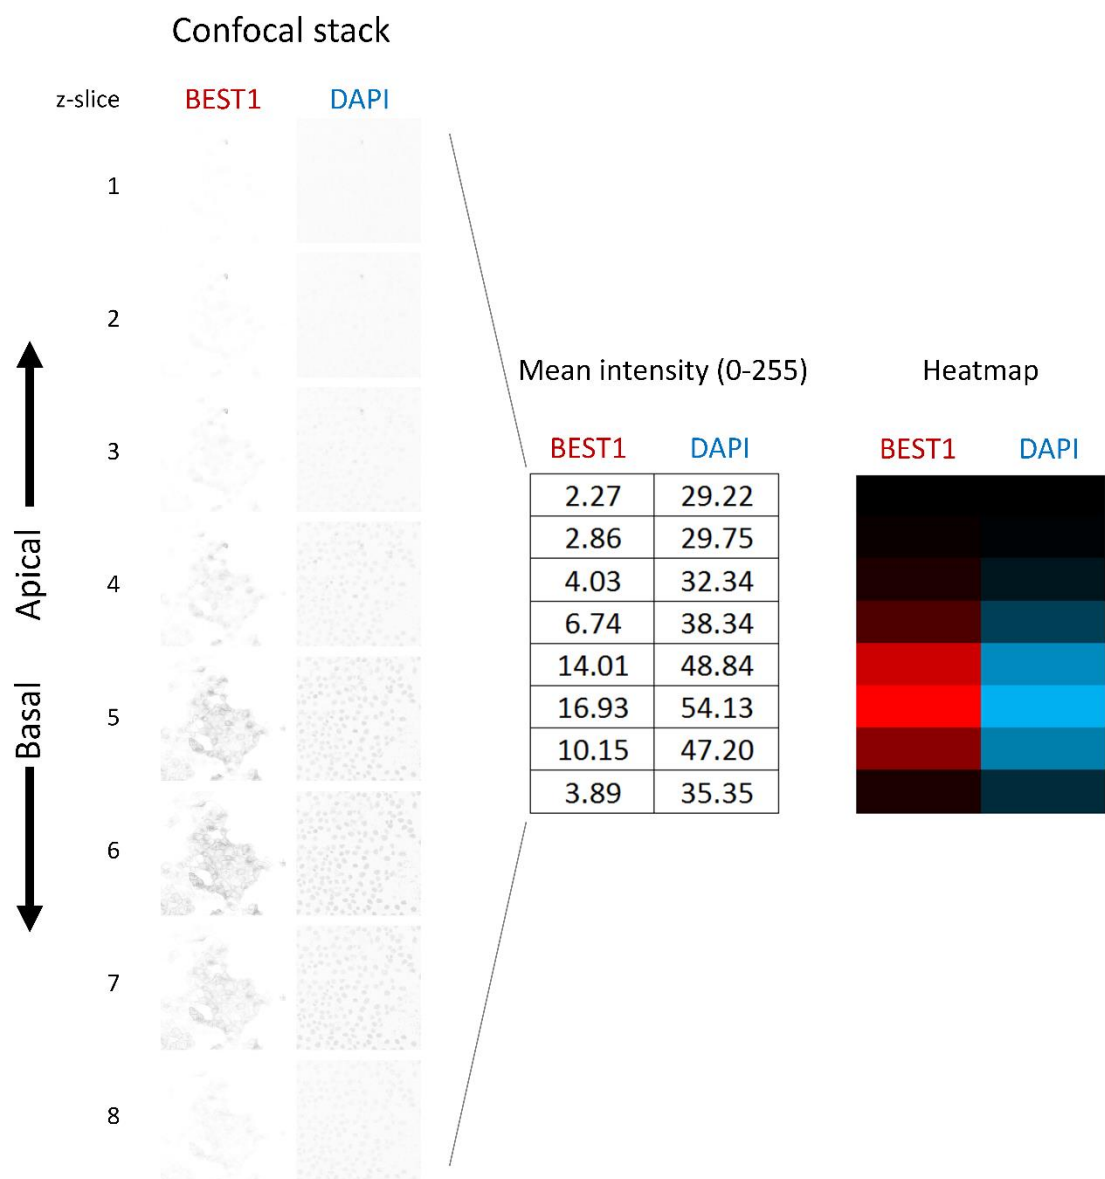 Confocal stack
z-slice BEST1 DAPI
1
2
3
4
5
6
7
8
Apical
Basal
Mean intensity (0-255)
BEST1 DAPI
2.27 29.22
2.86 29.75
4.03 32.34
6.74 38.34
14.01 48.84
16.93 54.13
10.15 47.20
3.89 35.35
Heatmap
BEST1 DAPI